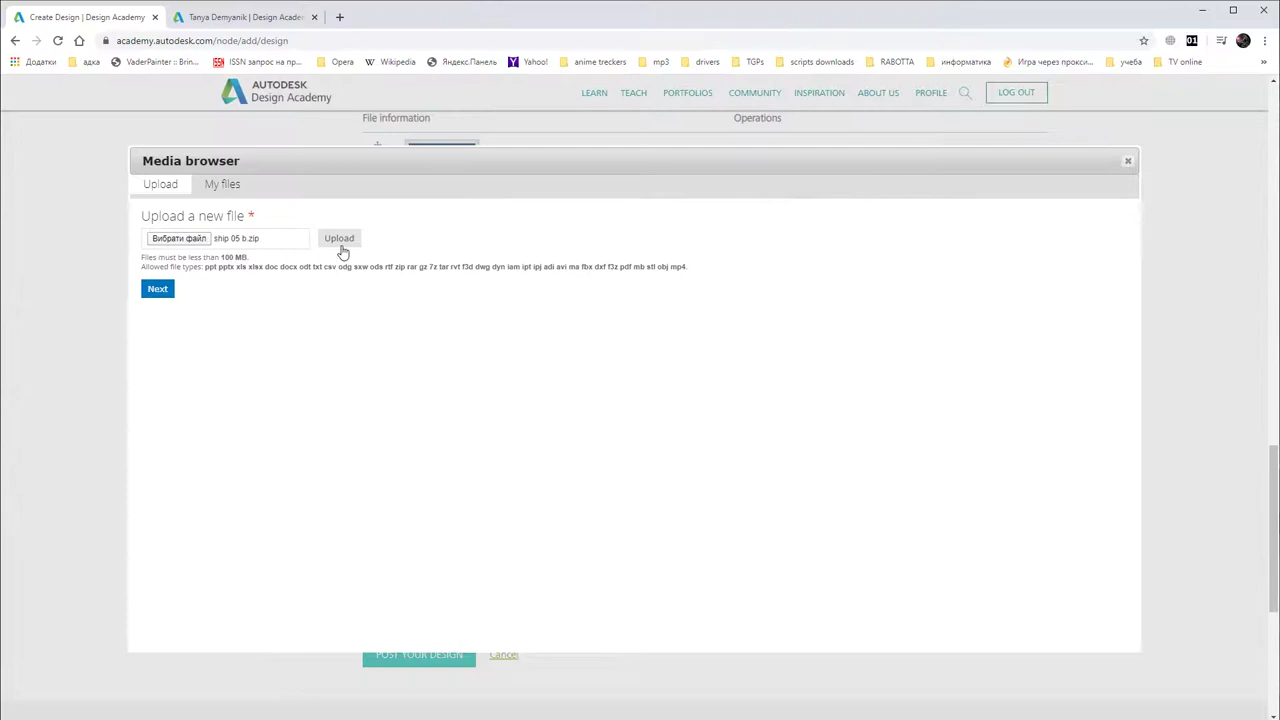 Create Design | Design Academy
Tanya Demyanik | Design Acade
academy.autodesk.com/node/add/design
Додатки адка VaderPainter :: Brin... ISSN запрос на пр... Opera Wikipedia Яндекс.Панель Yahoo! anime treckers mp3 drivers TGPs scripts downloads RABOTTA информатика Игра через прокси... учеба TV online »
AUTODESK
Design Academy
LEARN TEACH PORTFOLIOS COMMUNITY INSPIRATION ABOUT US PROFILE LOG OUT
File information Operations
Media browser
Upload My files
Upload a new file *
Вибрати файл ship 05 b.zip Upload
Files must be less than 100 MB.
Allowed file types: ppt pptx xls xlsx doc docx odt txt csv odg sxw ods rtf zip rar gz 7z tar rvt f3d dwg dyn iam ipt ipj adi avi ma fbx dxf f3z pdf mb stl obj mp4.
Next
POST YOUR DESIGN Cancel